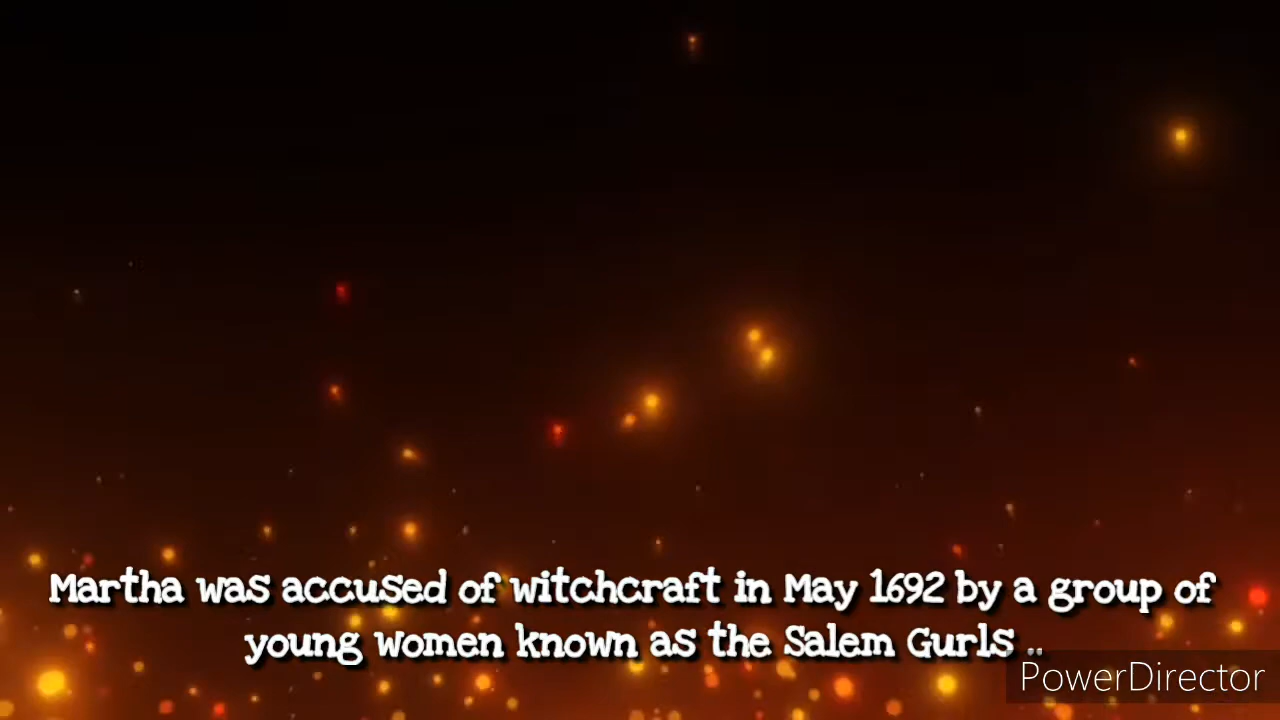 Martha was accused of witchcraft in May 1692 by a group of
young women known as the Salem Gurls ..
PowerDirector